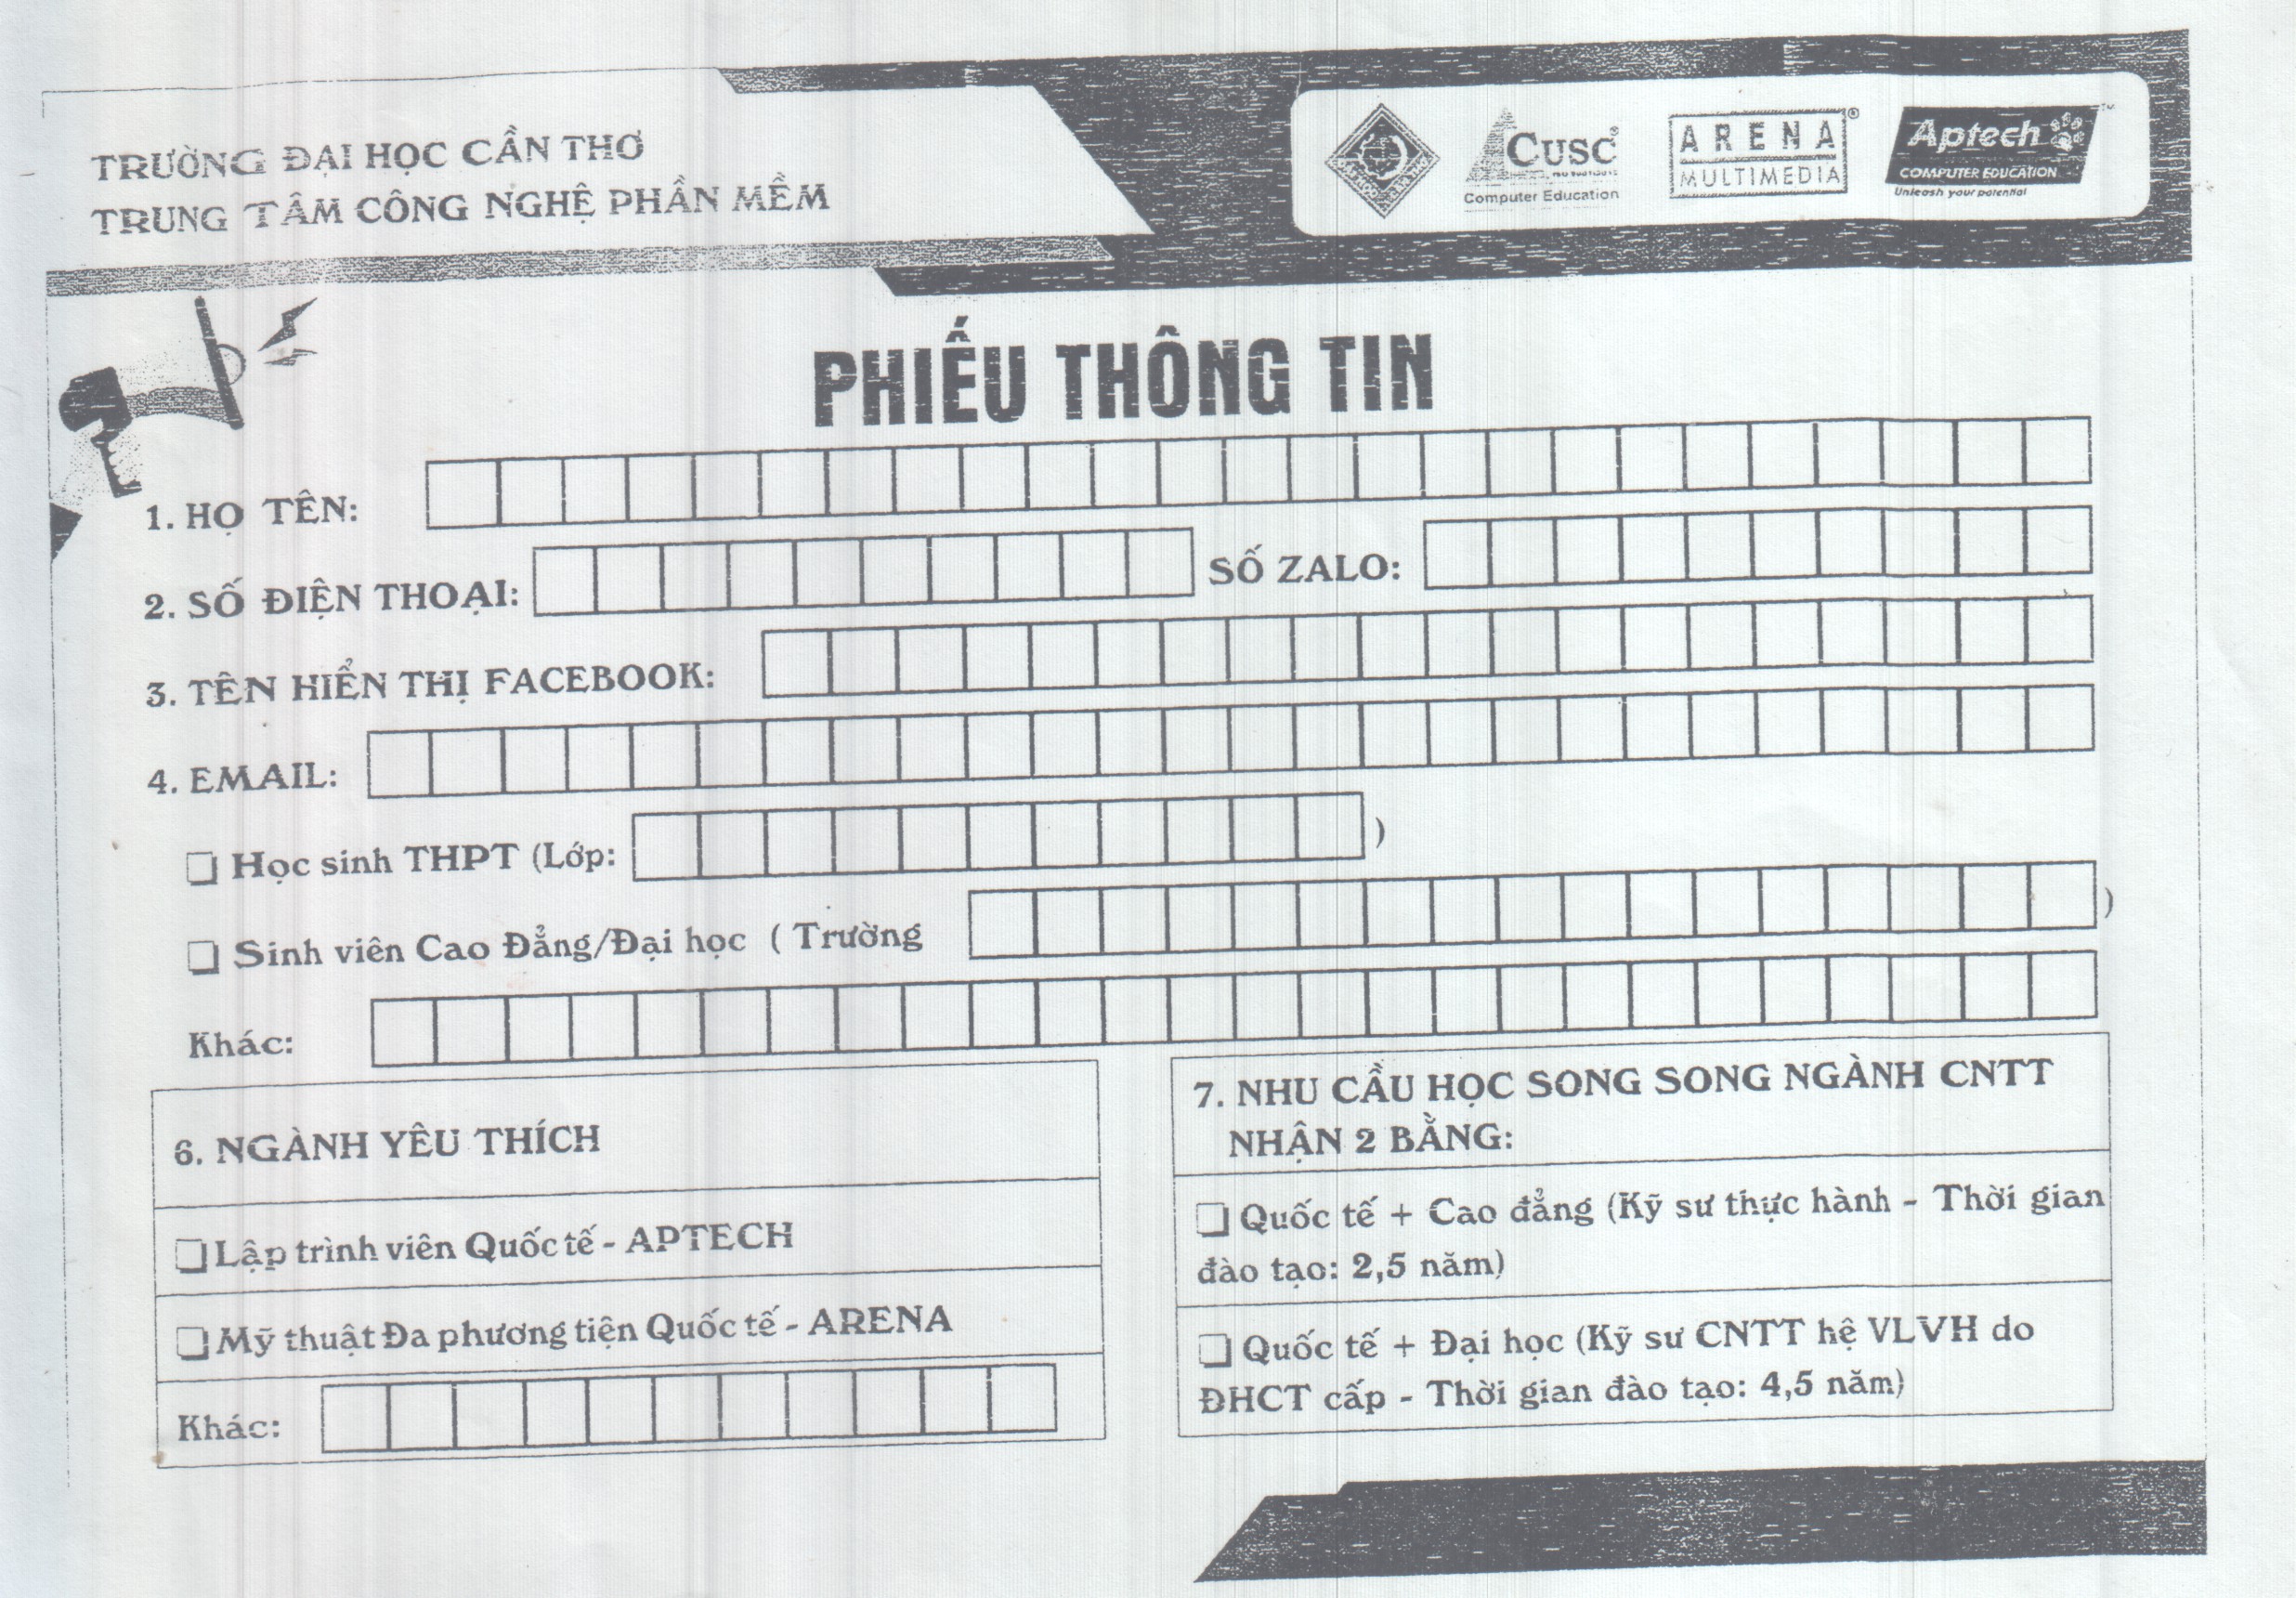 TRƯỜNG ĐẠI HỌC CẦN THƠ
TRUNG TÂM CÔNG NGHỆ PHẦN MỀM
CUSC®
Computer Education
ARENA®
MULTIMEDIA
Aptech™
COMPUTER EDUCATION
Unleash your potential
PHIẾU THÔNG TIN
1. HỌ TÊN:
2. SỐ ĐIỆN THOẠI: SỐ ZALO:
3. TÊN HIỂN THỊ FACEBOOK:
4. EMAIL:
❏ Học sinh THPT (Lớp: )
❏ Sinh viên Cao Đẳng/Đại học ( Trường )
Khác:
6. NGÀNH YÊU THÍCH
❏ Lập trình viên Quốc tế - APTECH
❏ Mỹ thuật Đa phương tiện Quốc tế - ARENA
Khác:
7. NHU CẦU HỌC SONG SONG NGÀNH CNTT
NHẬN 2 BẰNG:
❏ Quốc tế + Cao đẳng (Kỹ sư thực hành - Thời gian
đào tạo: 2,5 năm)
❏ Quốc tế + Đại học (Kỹ sư CNTT hệ VLVH do
ĐHCT cấp - Thời gian đào tạo: 4,5 năm)